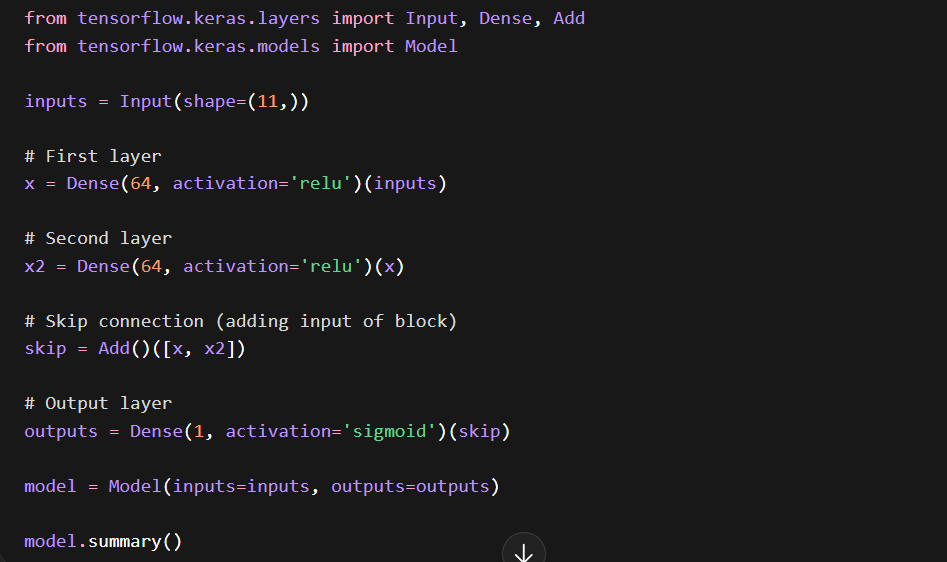 from tensorflow.keras.layers import Input, Dense, Add
from tensorflow.keras.models import Model
inputs = Input(shape=(11,))
# First layer
x = Dense(64, activation='relu')(inputs)
# Second layer
x2 = Dense(64, activation='relu')(x)
# Skip connection (adding input of block)
skip = Add()([x, x2])
# Output layer
outputs = Dense(1, activation='sigmoid')(skip)
model = Model(inputs=inputs, outputs=outputs)
model.summary()